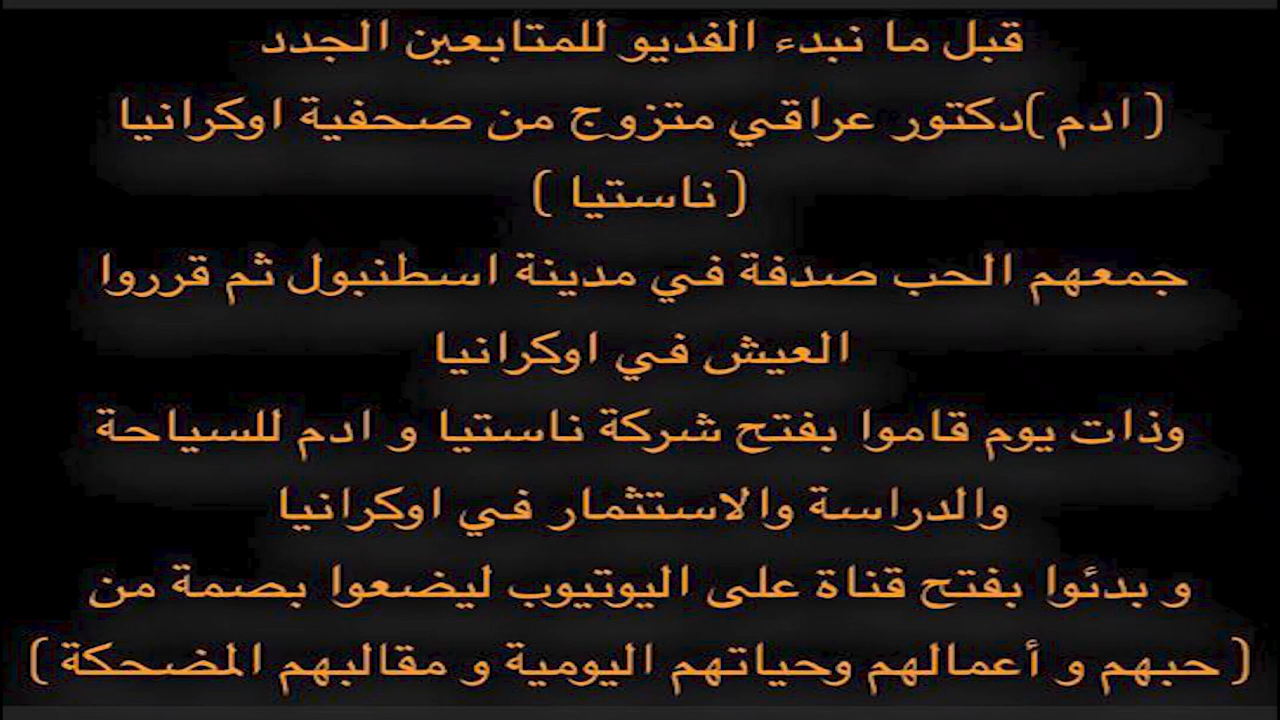 قبل ما نبدء الفديو للمتابعين الجدد
( ادم )دكتور عراقي متزوج من صحفية اوكرانيا
( ناستيا )
جمعهم الحب صدفة في مدينة اسطنبول ثم قرروا
العيش في اوكرانيا
وذات يوم قاموا بفتح شركة ناستيا و ادم للسياحة
والدراسة والاستثمار في اوكرانيا
و بدئوا بفتح قناة على اليوتيوب ليضعوا بصمة من
( حبهم و أعمالهم وحياتهم اليومية و مقالبهم المضحكة )